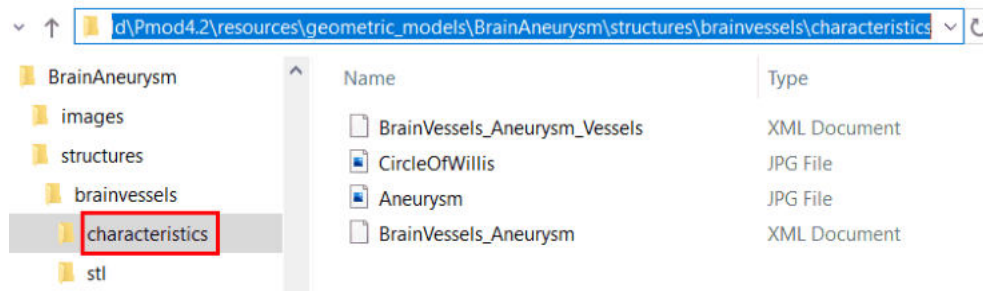 ld\Pmod4.2\resources\geometric_models\BrainAneurysm\structures\brainvessels\characteristics
BrainAneurysm
images
structures
brainvessels
characteristics
stl
Name Type
BrainVessels_Aneurysm_Vessels XML Document
CircleOfWillis JPG File
Aneurysm JPG File
BrainVessels_Aneurysm XML Document